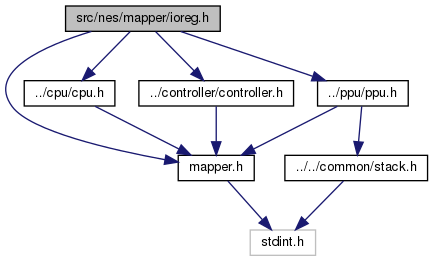 src/nes/mapper/ioreg.h
../cpu/cpu.h
../controller/controller.h
../ppu/ppu.h
mapper.h
../../common/stack.h
stdint.h